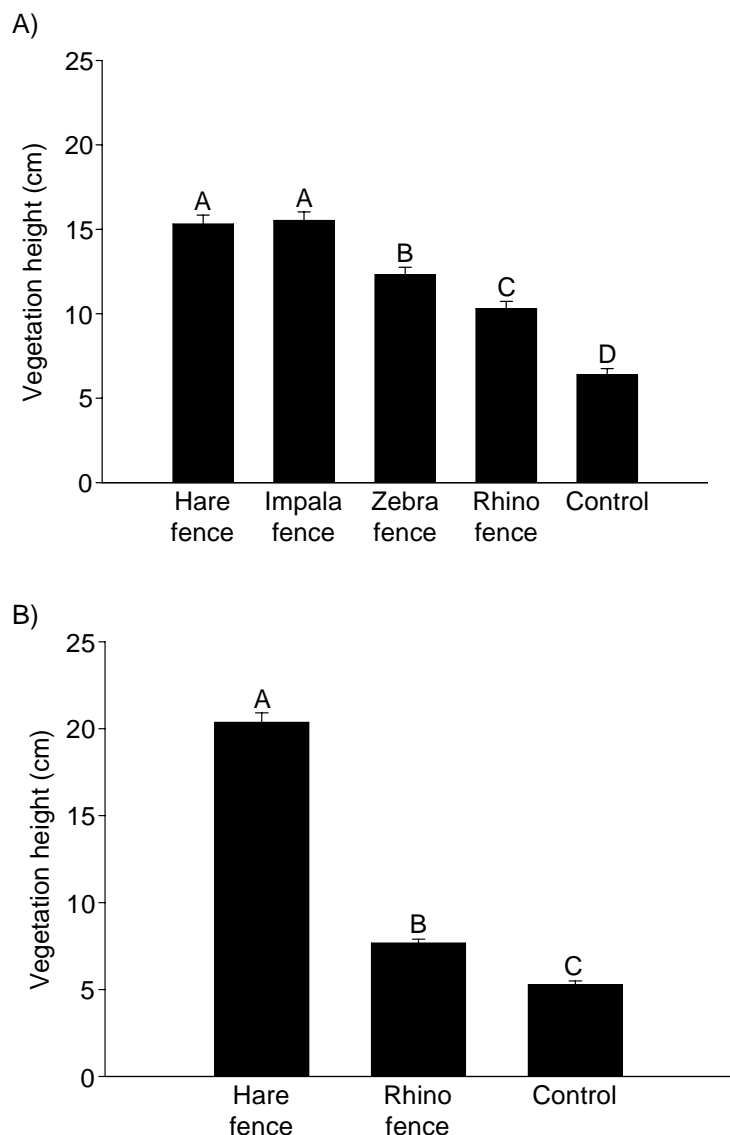 A)
Vegetation height (cm)
25
20
15
10
5
0
A
A
B
C
D
Hare fence
Impala fence
Zebra fence
Rhino fence
Control
B)
Vegetation height (cm)
25
20
15
10
5
0
A
B
C
Hare fence
Rhino fence
Control